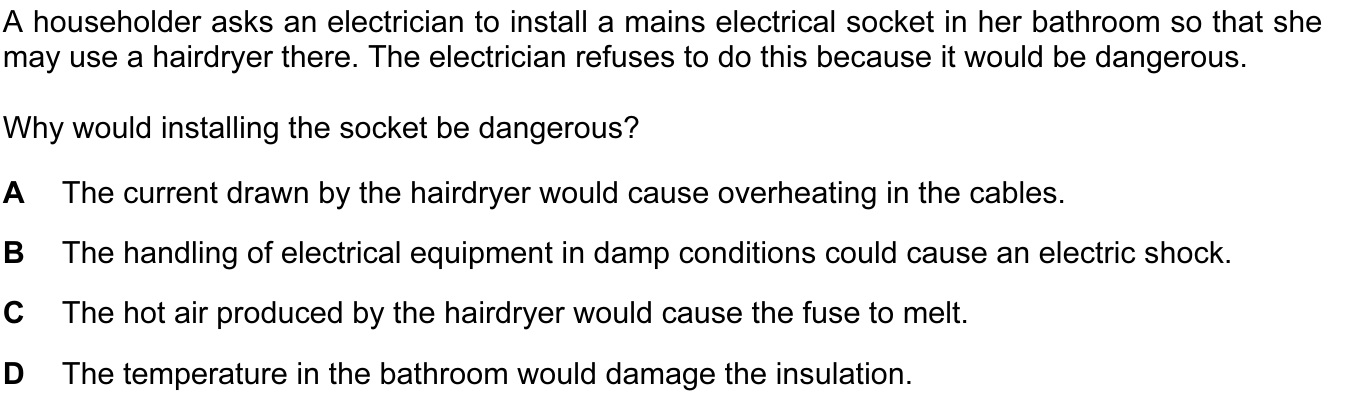 A householder asks an electrician to install a mains electrical socket in her bathroom so that she
may use a hairdryer there. The electrician refuses to do this because it would be dangerous.
Why would installing the socket be dangerous?
A The current drawn by the hairdryer would cause overheating in the cables.
B The handling of electrical equipment in damp conditions could cause an electric shock.
C The hot air produced by the hairdryer would cause the fuse to melt.
D The temperature in the bathroom would damage the insulation.